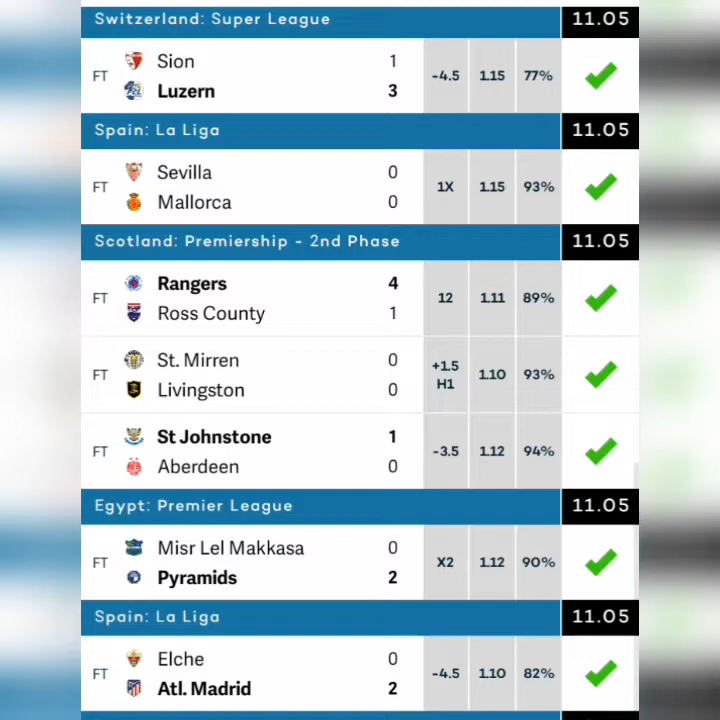 Switzerland: Super League 11.05
FT Sion 1
Luzern 3
-4.5 1.15 77%
Spain: La Liga 11.05
FT Sevilla 0
Mallorca 0
1X 1.15 93%
Scotland: Premiership - 2nd Phase 11.05
FT Rangers 4
Ross County 1
12 1.11 89%
FT St. Mirren 0
Livingston 0
+1.5 H1 1.10 93%
FT St Johnstone 1
Aberdeen 0
-3.5 1.12 94%
Egypt: Premier League 11.05
FT Misr Lel Makkasa 0
Pyramids 2
X2 1.12 90%
Spain: La Liga 11.05
FT Elche 0
Atl. Madrid 2
-4.5 1.10 82%